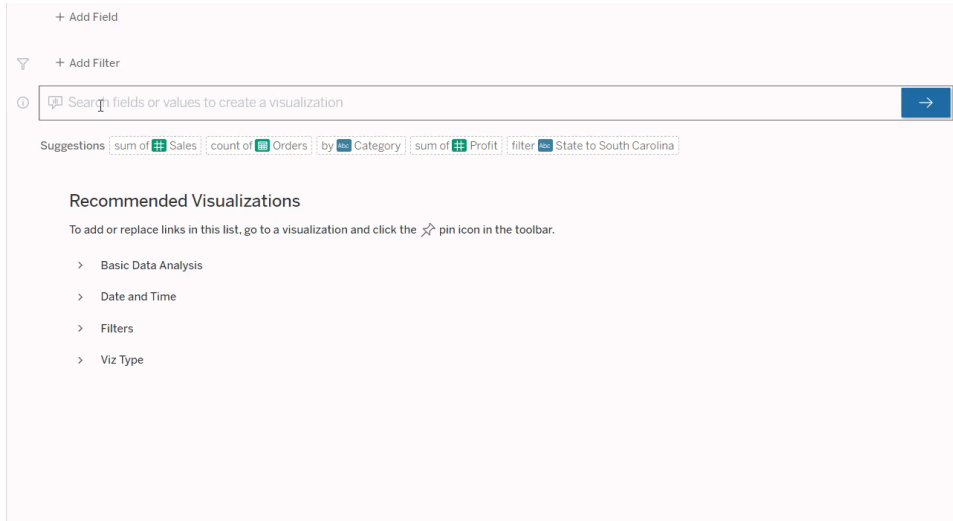 + Add Field
+ Add Filter
Search fields or values to create a visualization
Suggestions sum of Sales count of Orders by Abc Category sum of Profit filter Abc State to South Carolina
Recommended Visualizations
To add or replace links in this list, go to a visualization and click the pin icon in the toolbar.
> Basic Data Analysis
> Date and Time
> Filters
> Viz Type